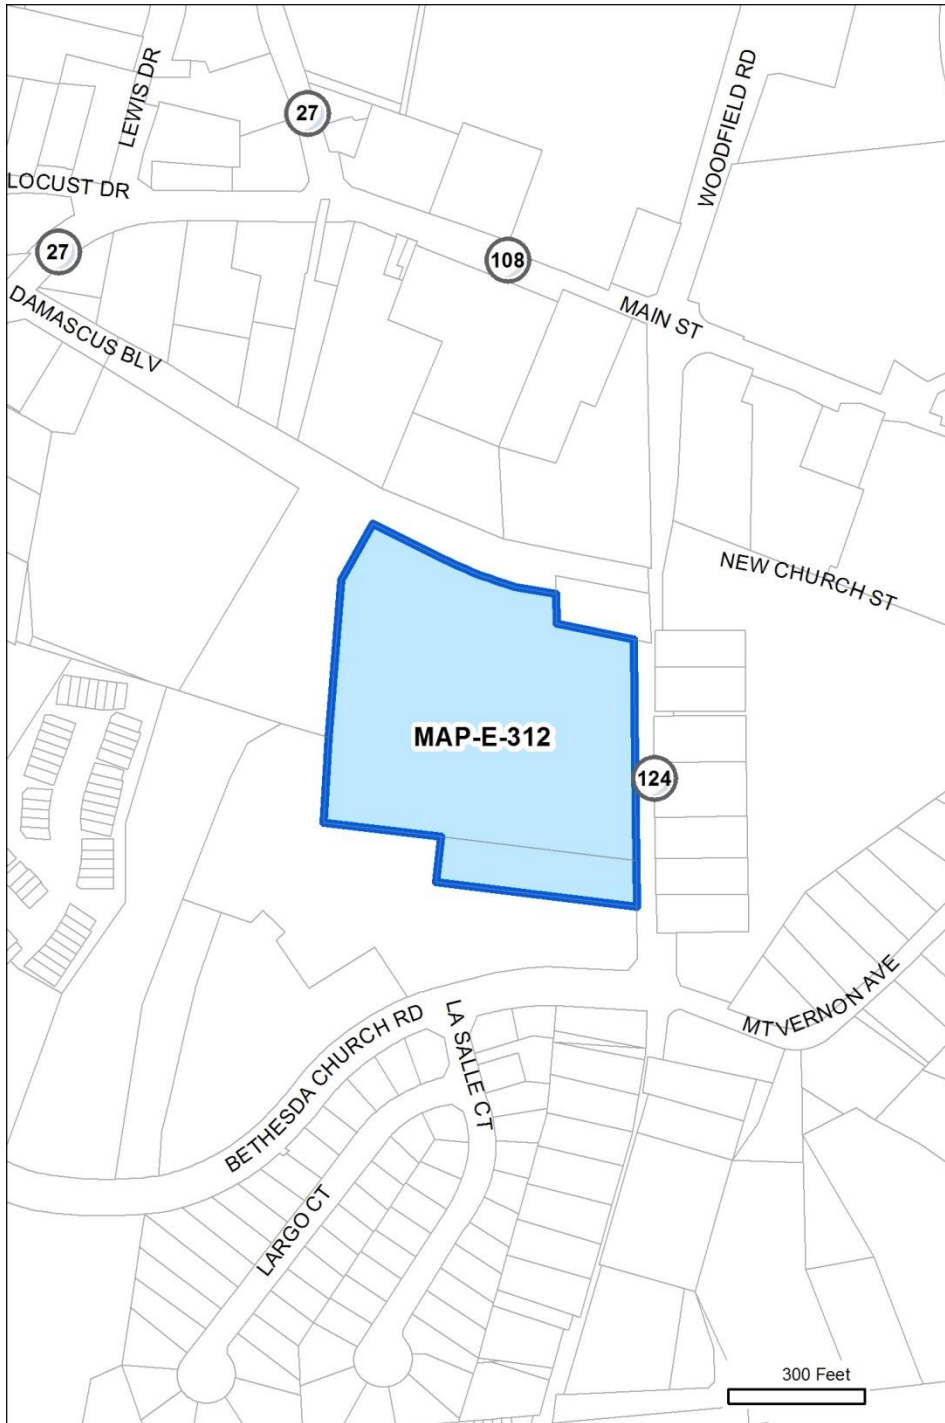 LEWIS DR
27
WOODFIELD RD
LOCUST DR
27
108
DAMASCUS BLV
MAIN ST
NEW CHURCH ST
MAP-E-312
124
MT VERNON AVE
BETHESDA CHURCH RD
LA SALLE CT
LARGO CT
300 Feet